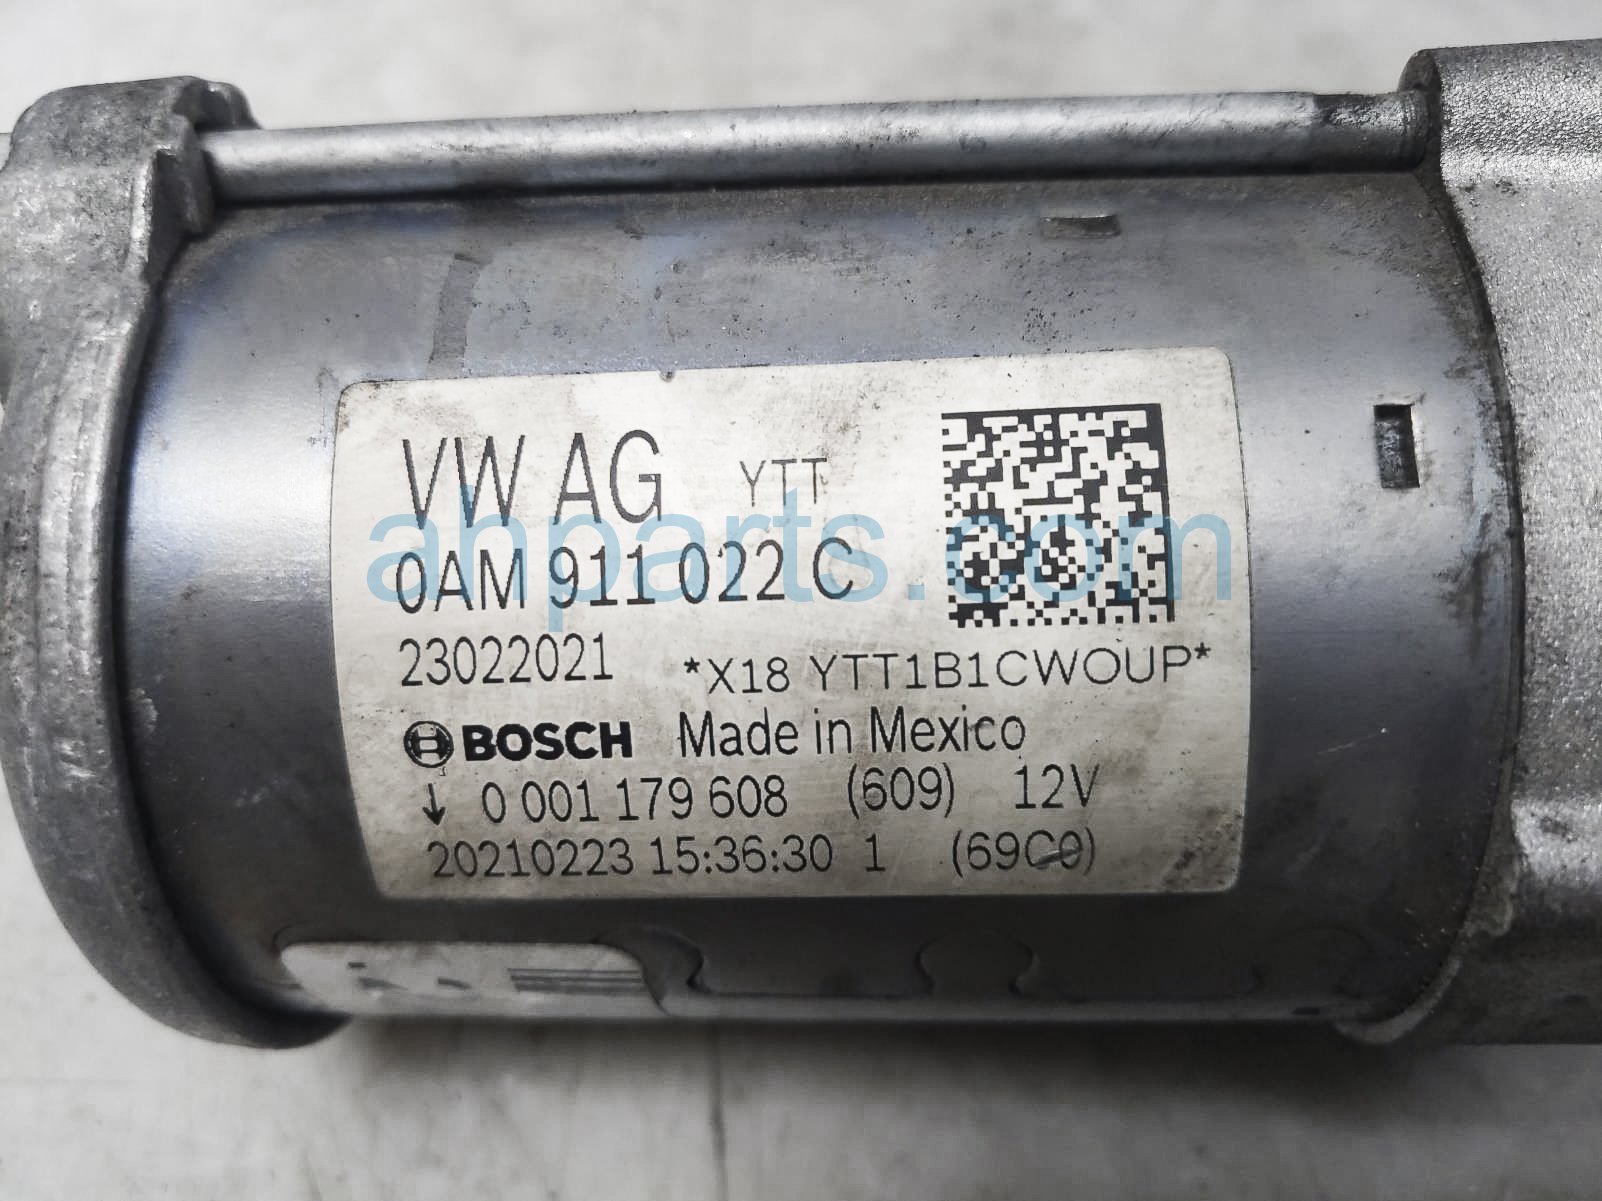 VW AG YTT
0AM 911 022 C
23022021 *X18 YTT1B1CWOUP*
BOSCH Made in Mexico
↓ 0 001 179 608 (609) 12V
20210223 15:36:30 1 (69C0)
ahparts.com